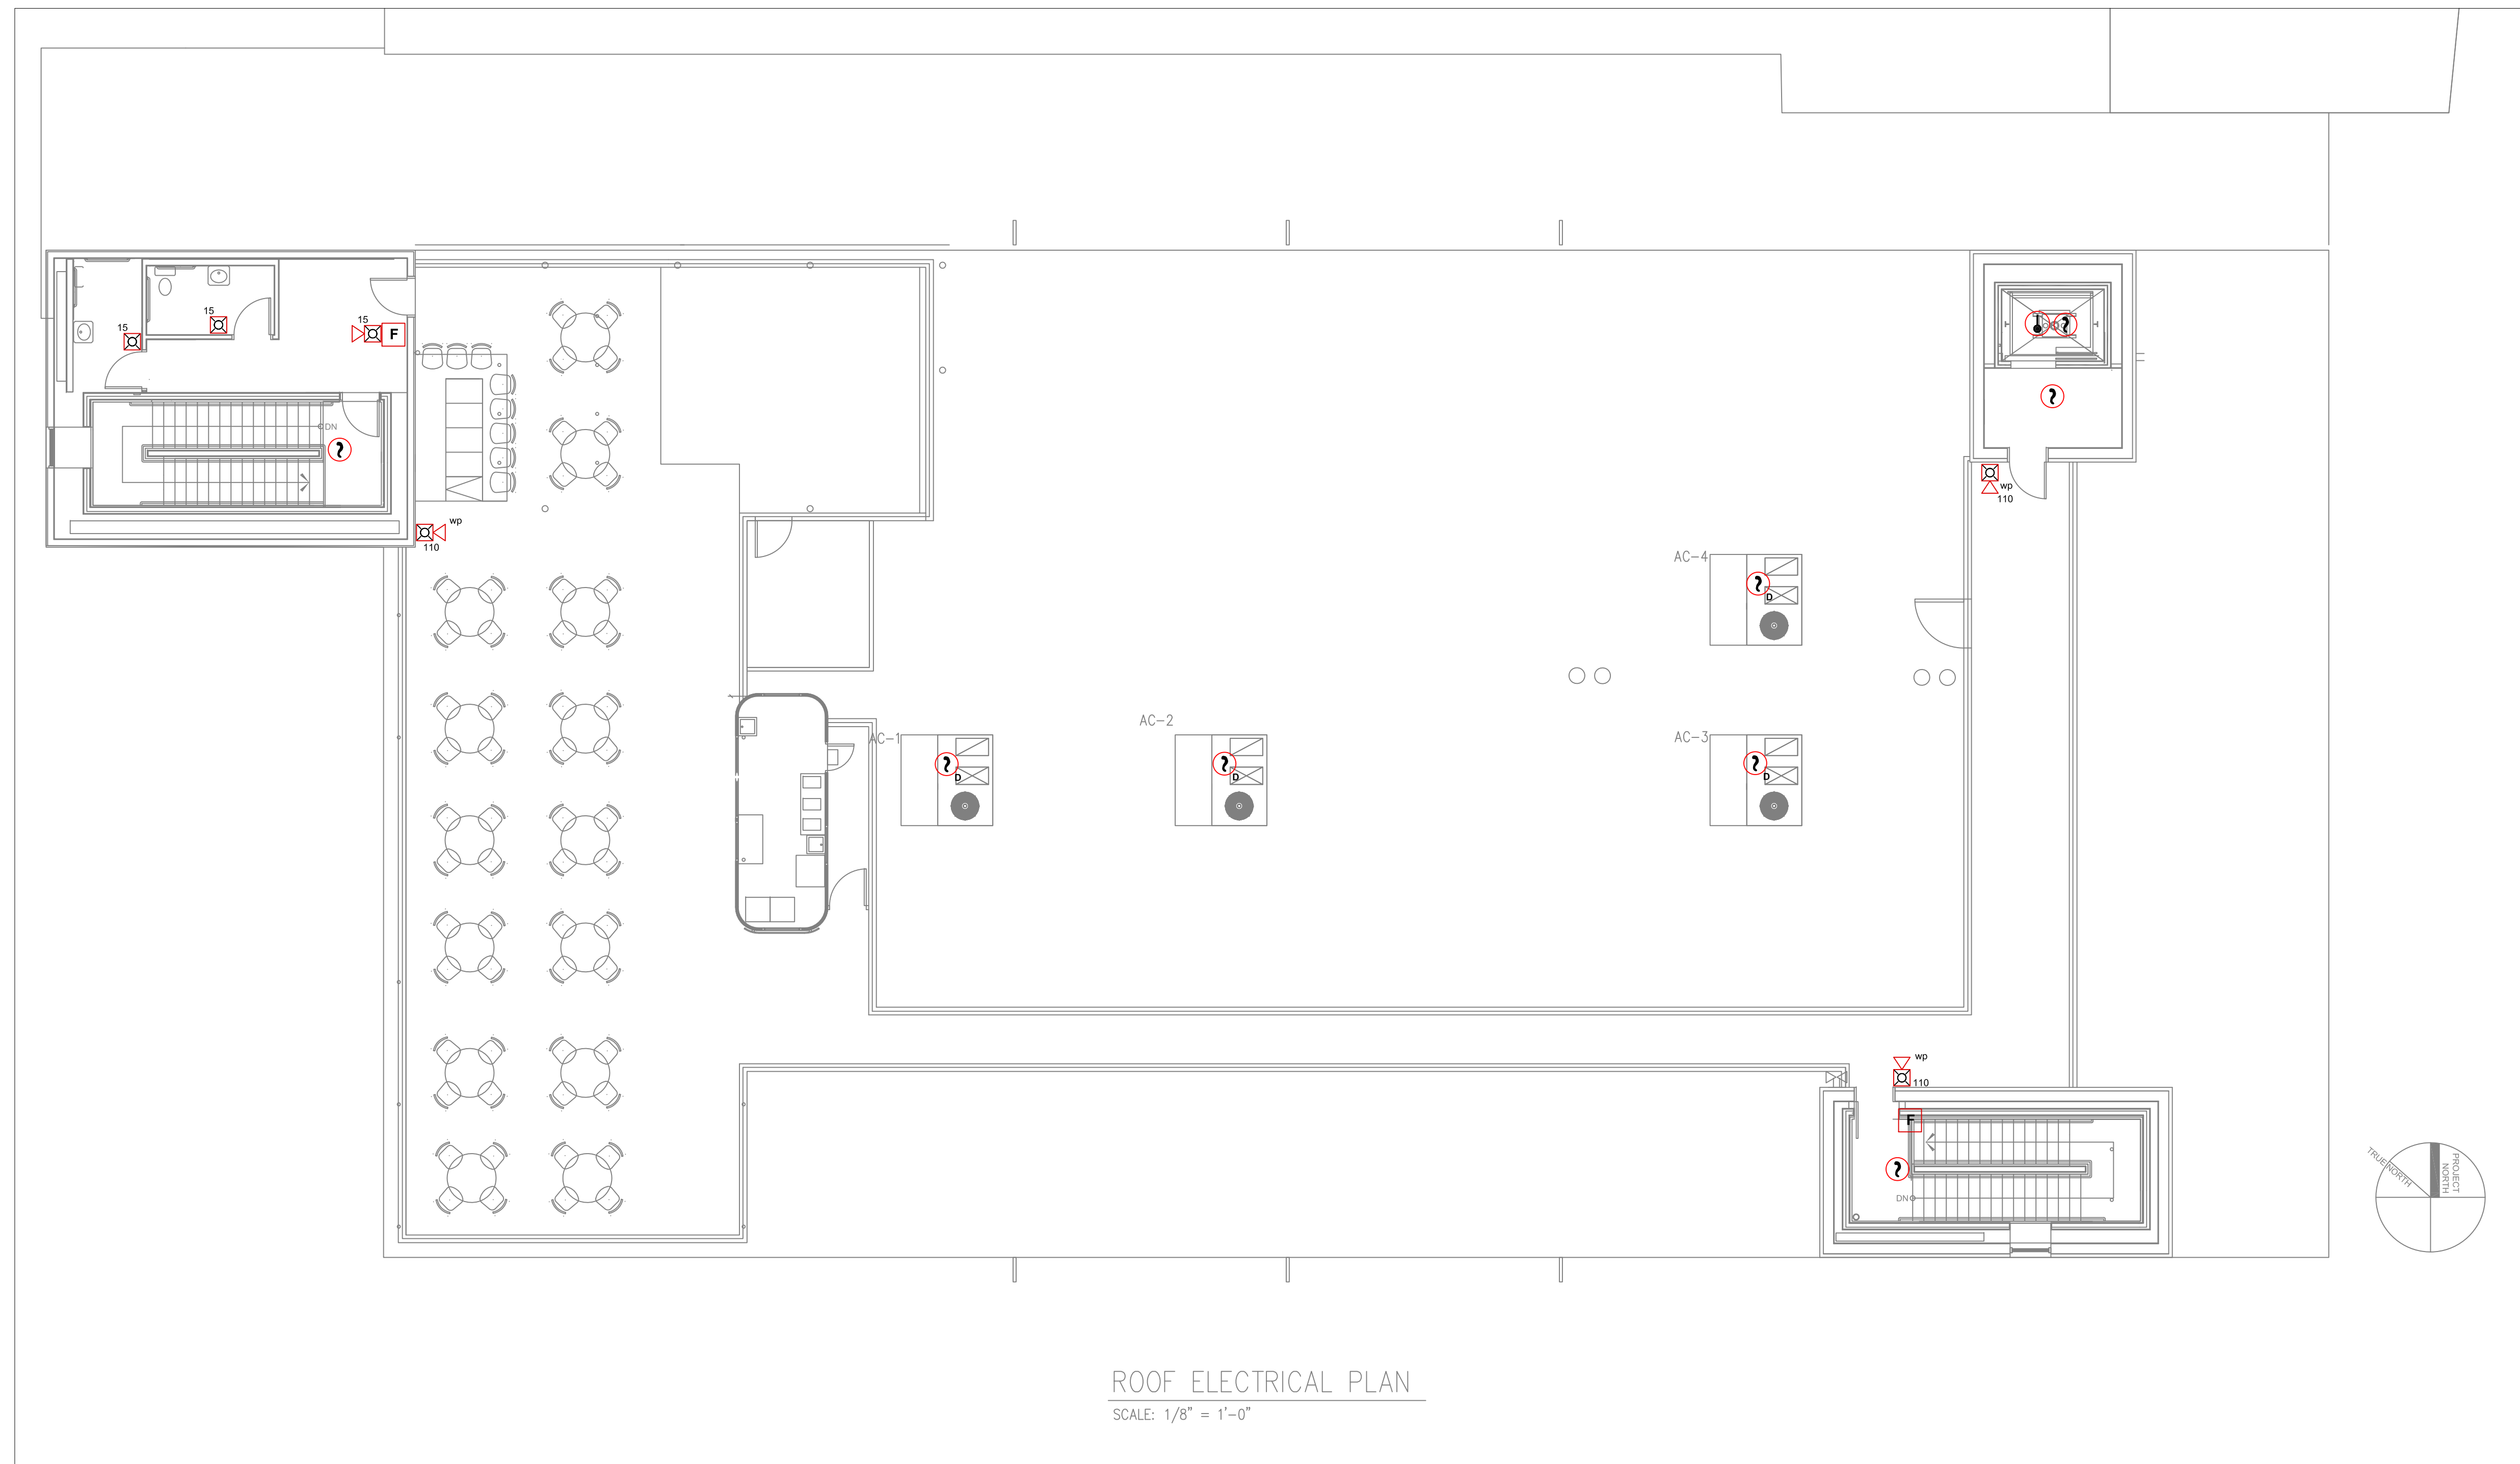 15
15
15
F
DN
wp
110
wp
110
AC-4
D
AC-2
AC-1
AC-3
D
D
D
wp
110
F
DN
TRUE NORTH
PROJECT
NORTH
ROOF ELECTRICAL PLAN
SCALE: 1/8" = 1'-0"